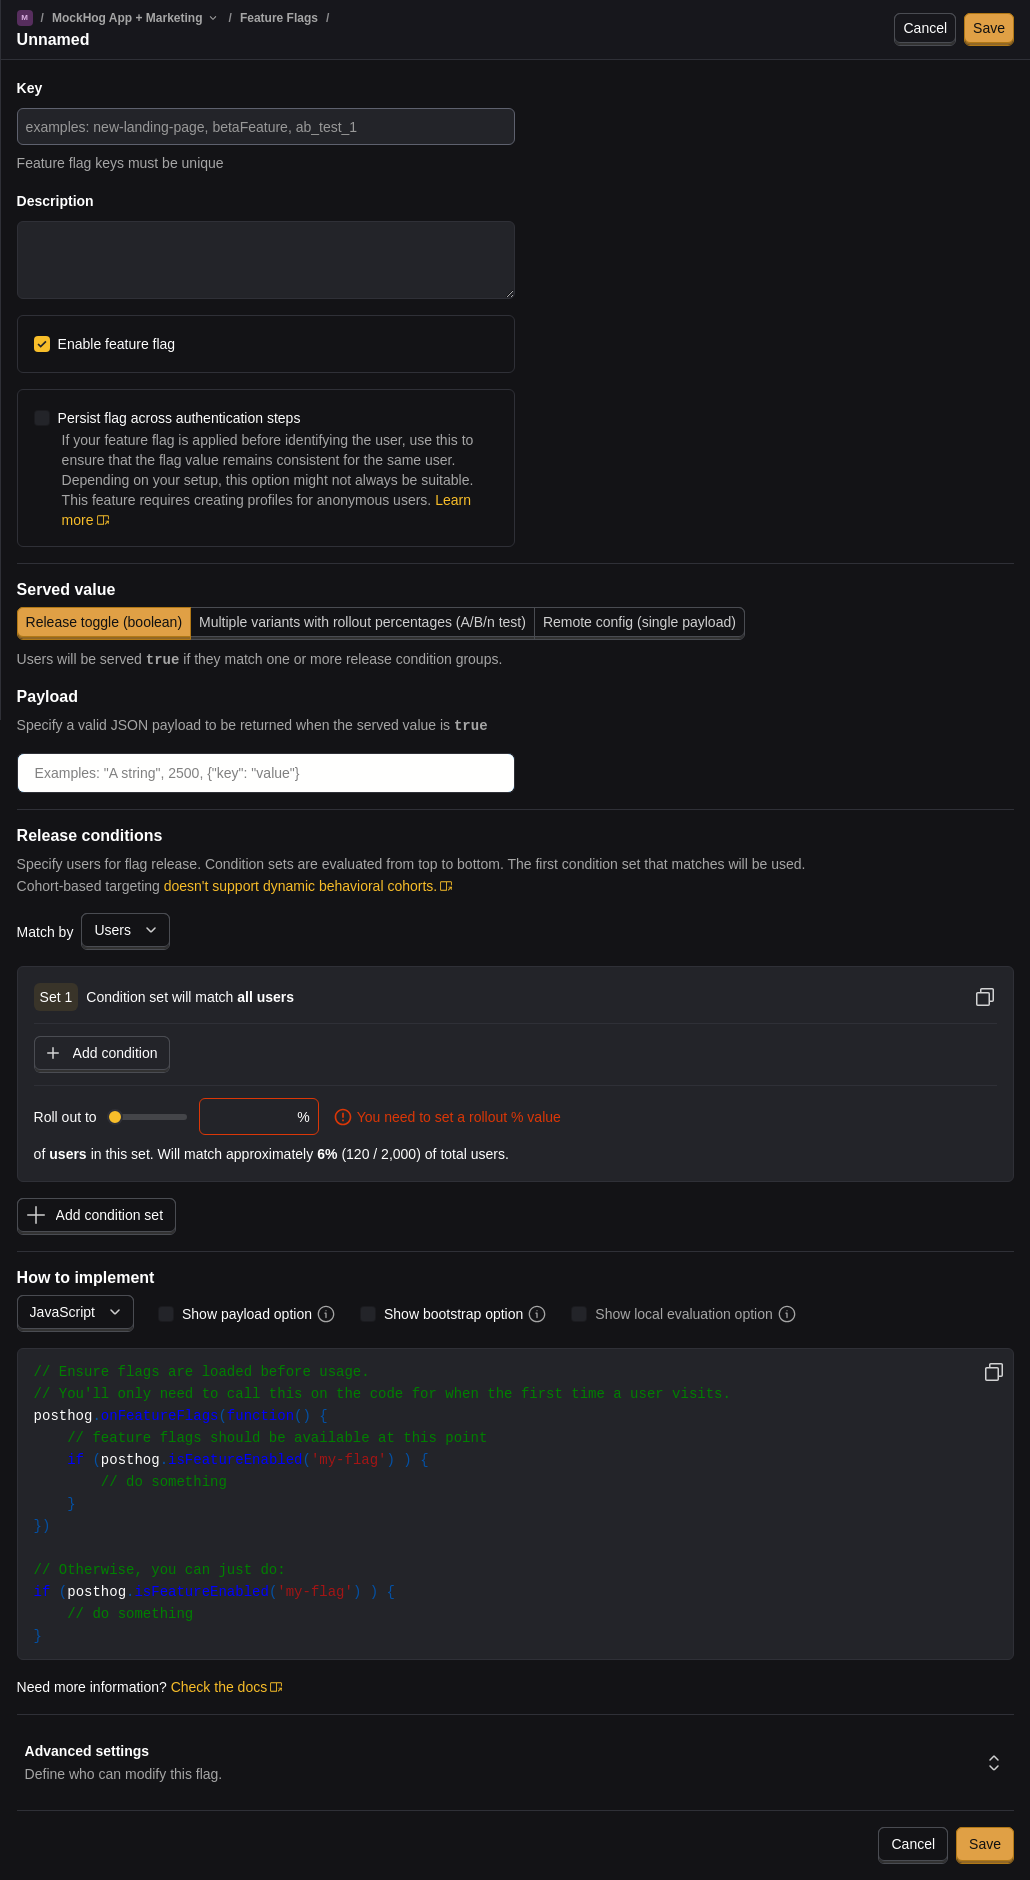 M / MockHog App + Marketing / Feature Flags /
Unnamed
Cancel
Save
Key
examples: new-landing-page, betaFeature, ab_test_1
Feature flag keys must be unique
Description
Enable feature flag
Persist flag across authentication steps
If your feature flag is applied before identifying the user, use this to
ensure that the flag value remains consistent for the same user.
Depending on your setup, this option might not always be suitable.
This feature requires creating profiles for anonymous users. Learn
more
Served value
Release toggle (boolean) Multiple variants with rollout percentages (A/B/n test) Remote config (single payload)
Users will be served true if they match one or more release condition groups.
Payload
Specify a valid JSON payload to be returned when the served value is true
Examples: "A string", 2500, {"key": "value"}
Release conditions
Specify users for flag release. Condition sets are evaluated from top to bottom. The first condition set that matches will be used.
Cohort-based targeting doesn't support dynamic behavioral cohorts.
Match by Users
Set 1 Condition set will match all users
Add condition
Roll out to % You need to set a rollout % value
of users in this set. Will match approximately 6% (120 / 2,000) of total users.
Add condition set
How to implement
JavaScript Show payload option Show bootstrap option Show local evaluation option
// Ensure flags are loaded before usage.
// You'll only need to call this on the code for when the first time a user visits.
posthog.onFeatureFlags(function() {
    // feature flags should be available at this point
    if (posthog.isFeatureEnabled('my-flag') ) {
        // do something
    }
})
// Otherwise, you can just do:
if (posthog.isFeatureEnabled('my-flag') ) {
    // do something
}
Need more information? Check the docs
Advanced settings
Define who can modify this flag.
Cancel
Save